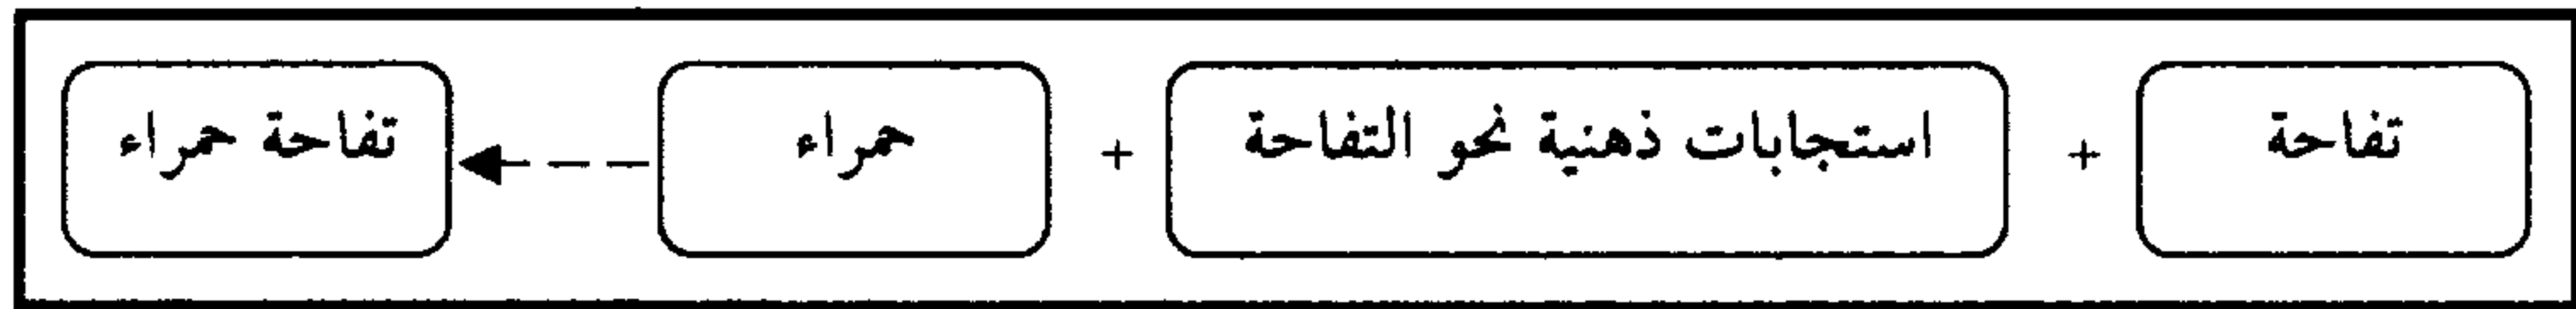 تفاحة + استجابات ذهنية نحو التفاحة + حمراء تفاحة حمراء